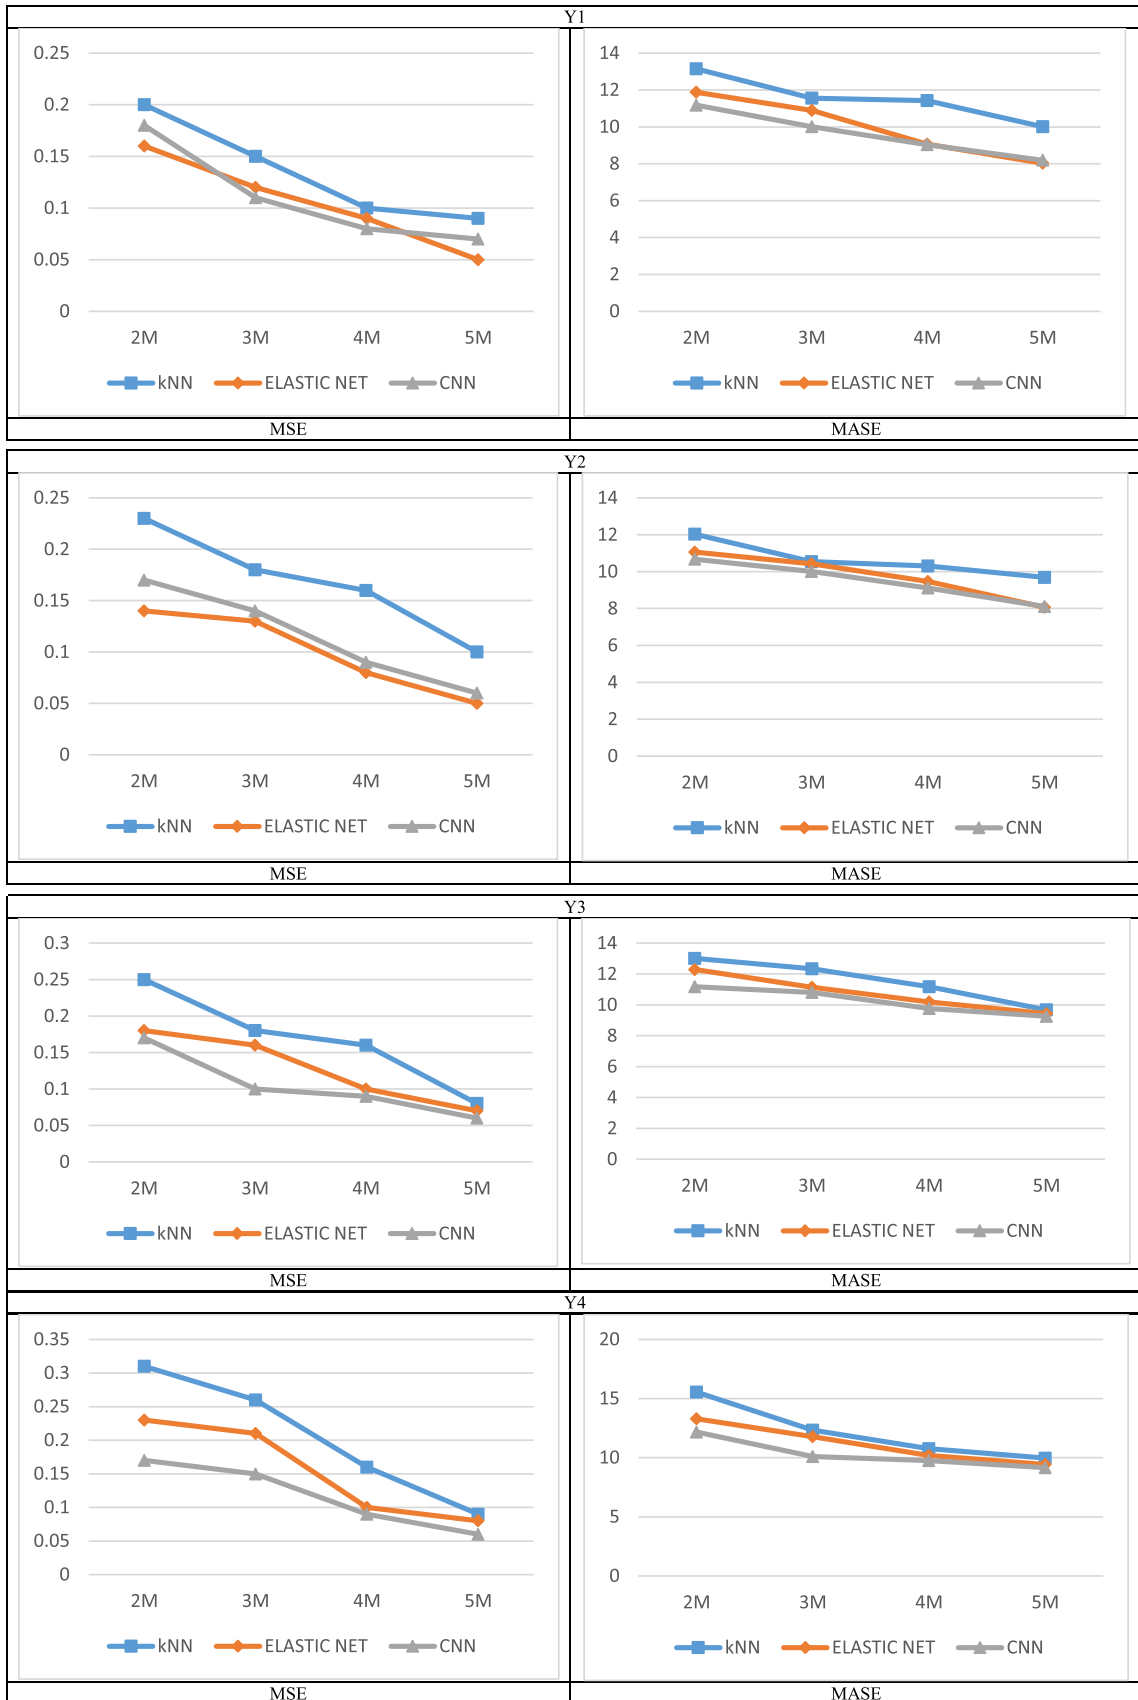 Y1
0.25
0.2
0.15
0.1
0.05
0
2M 3M 4M 5M
kNN ELASTIC NET CNN
14
12
10
8
6
4
2
0
2M 3M 4M 5M
kNN ELASTIC NET CNN
MSE MASE
Y2
0.25
0.2
0.15
0.1
0.05
0
2M 3M 4M 5M
kNN ELASTIC NET CNN
14
12
10
8
6
4
2
0
2M 3M 4M 5M
kNN ELASTIC NET CNN
MSE MASE
Y3
0.3
0.25
0.2
0.15
0.1
0.05
0
2M 3M 4M 5M
kNN ELASTIC NET CNN
14
12
10
8
6
4
2
0
2M 3M 4M 5M
kNN ELASTIC NET CNN
MSE MASE
Y4
0.35
0.3
0.25
0.2
0.15
0.1
0.05
0
2M 3M 4M 5M
kNN ELASTIC NET CNN
20
15
10
5
0
2M 3M 4M 5M
kNN ELASTIC NET CNN
MSE MASE